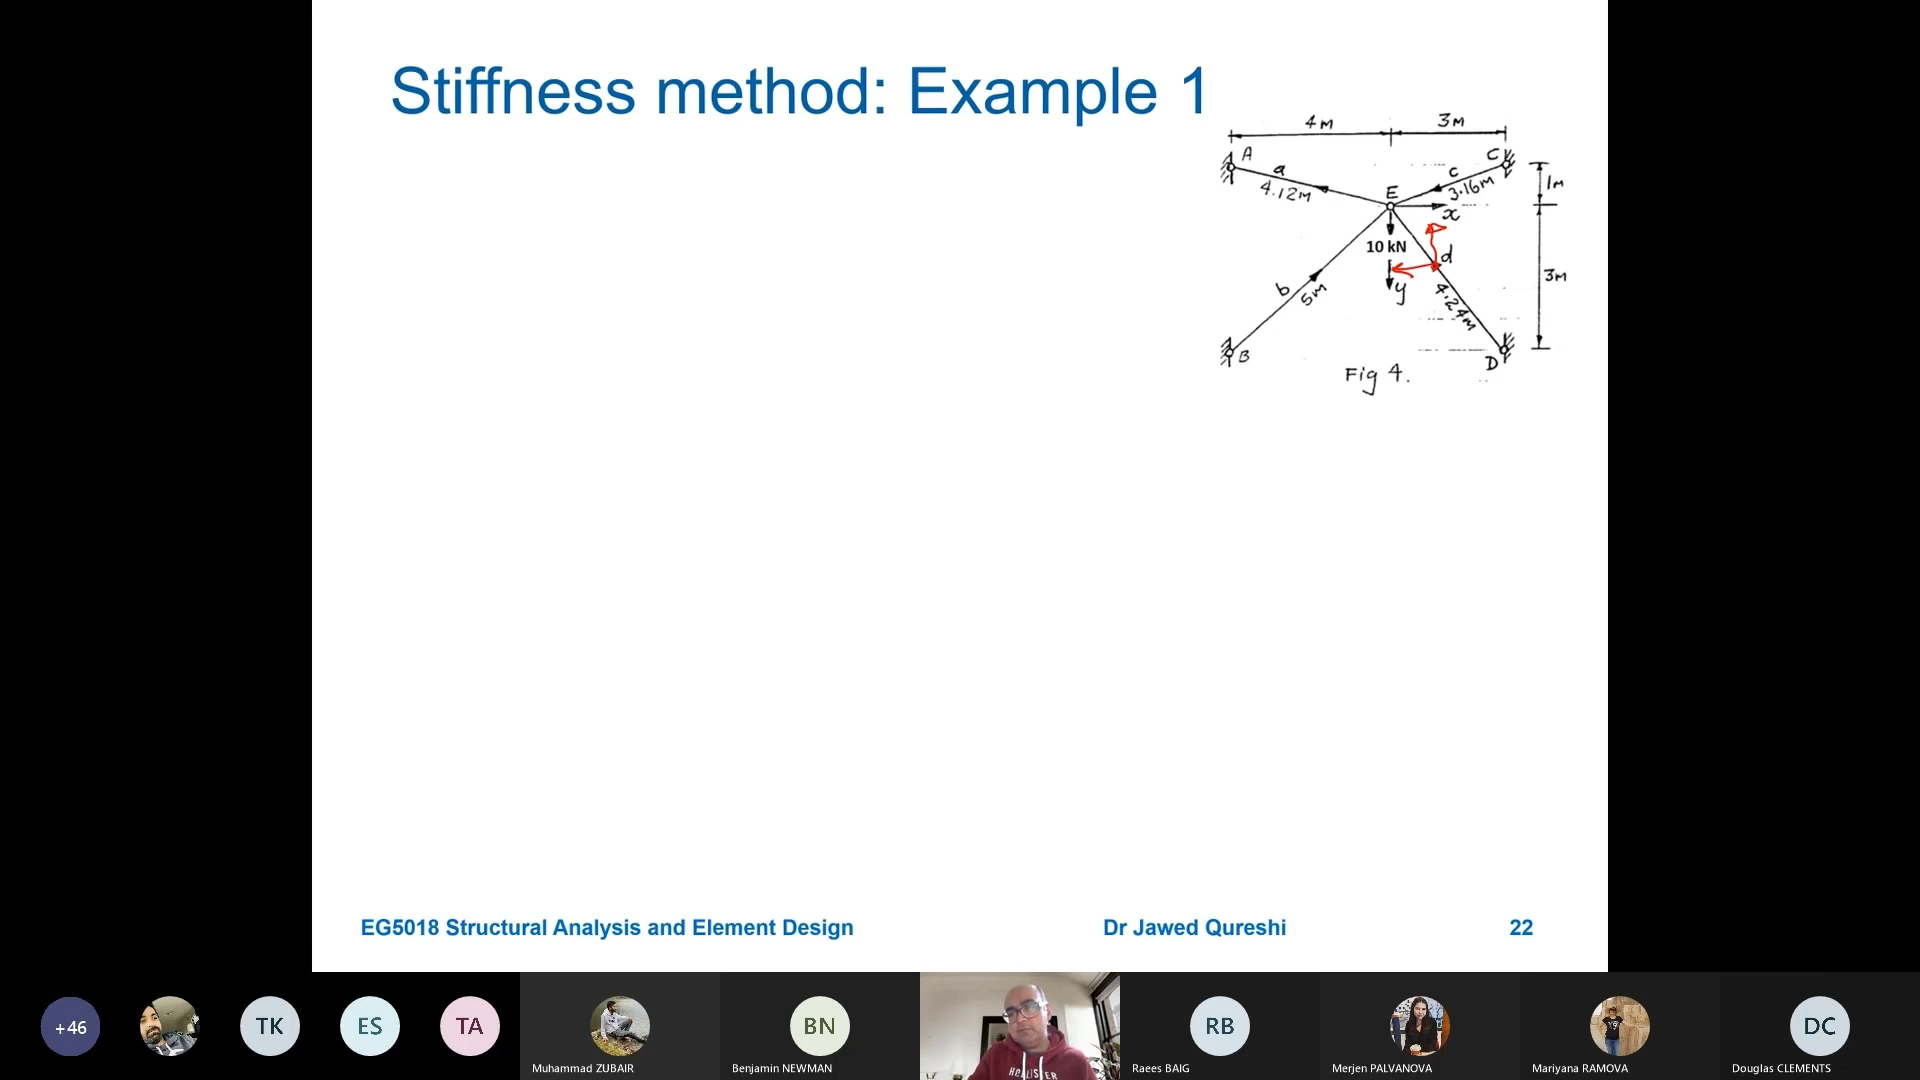 Stiffness method: Example 1
4m
3m
A
a
4.12m
C
c
3.16m
1m
E
x
10 kN
d
y
4.24m
3m
b
5m
B
D
Fig 4.
EG5018 Structural Analysis and Element Design
Dr Jawed Qureshi
22
+46
TK
ES
TA
Muhammad ZUBAIR
BN
Benjamin NEWMAN
HOLLISTER
RB
Raees BAIG
Merjen PALVANOVA
Mariyana RAMOVA
DC
Douglas CLEMENTS